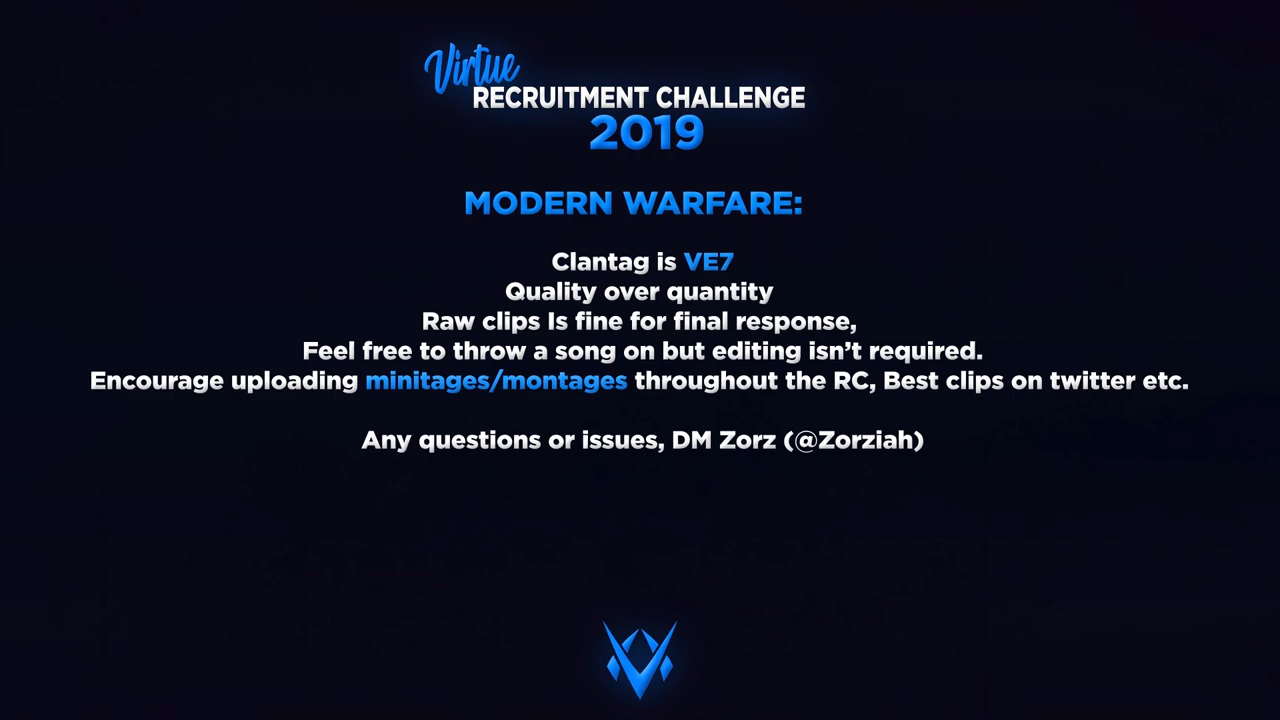 Virtue
RECRUITMENT CHALLENGE
2019
MODERN WARFARE:
Clantag is VE7
Quality over quantity
Raw clips Is fine for final response,
Feel free to throw a song on but editing isn’t required.
Encourage uploading minitages/montages throughout the RC, Best clips on twitter etc.
Any questions or issues, DM Zorz (@Zorziah)